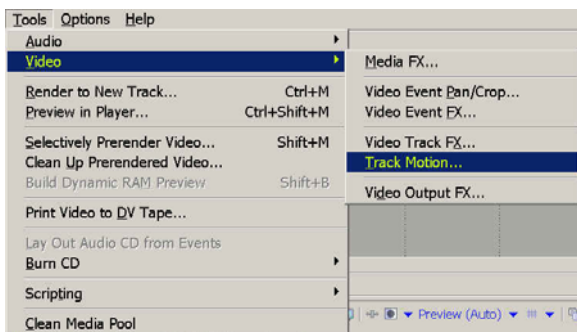 Tools Options Help
Audio
Video
Render to New Track... Ctrl+M
Preview in Player... Ctrl+Shift+M
Selectively Prerender Video... Shift+M
Clean Up Prerendered Video...
Build Dynamic RAM Preview Shift+B
Print Video to DV Tape...
Lay Out Audio CD from Events
Burn CD
Scripting
Clean Media Pool
Media FX...
Video Event Pan/Crop...
Video Event FX...
Video Track FX...
Track Motion...
Video Output FX...
Preview (Auto)